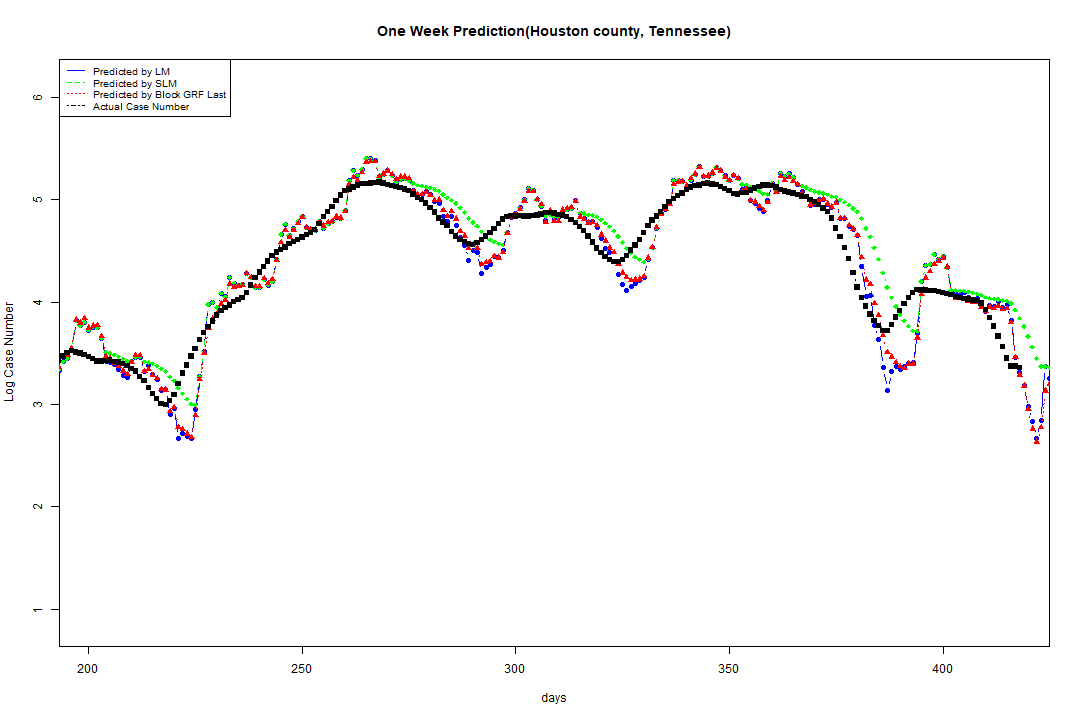 One Week Prediction(Houston county, Tennessee)
Predicted by LM
Predicted by SLM
Predicted by Block GRF Last
Actual Case Number
6
5
4
3
2
1
Log Case Number
200 250 300 350 400
days